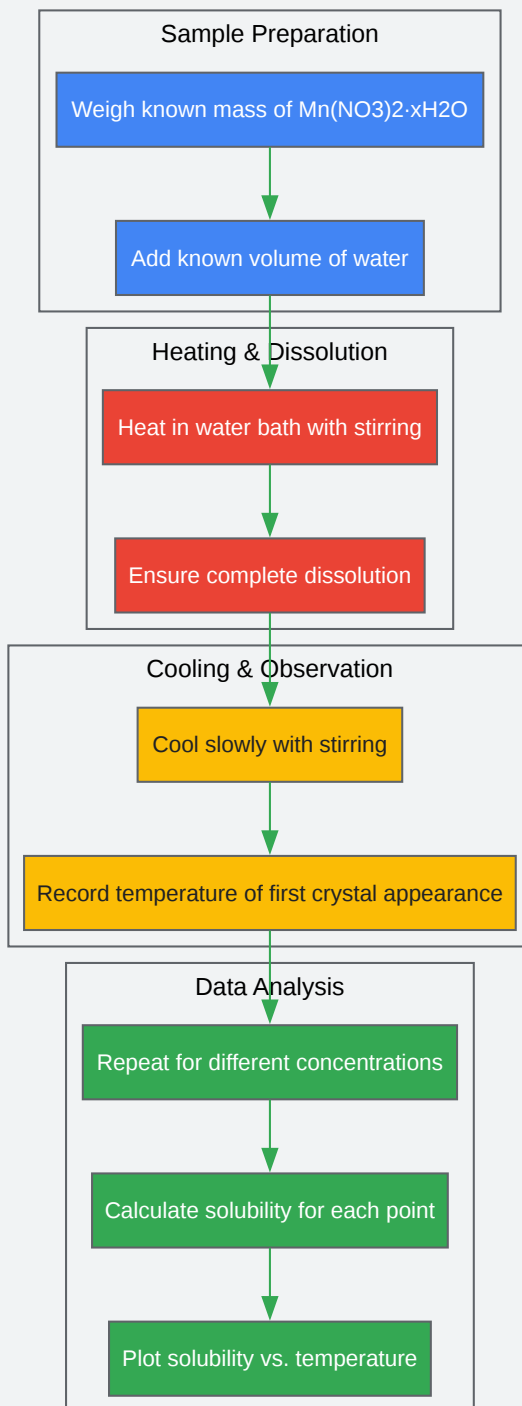 Sample Preparation
Weigh known mass of Mn(NO3)2·xH2O
Add known volume of water
Heating & Dissolution
Heat in water bath with stirring
Ensure complete dissolution
Cooling & Observation
Cool slowly with stirring
Record temperature of first crystal appearance
Data Analysis
Repeat for different concentrations
Calculate solubility for each point
Plot solubility vs. temperature